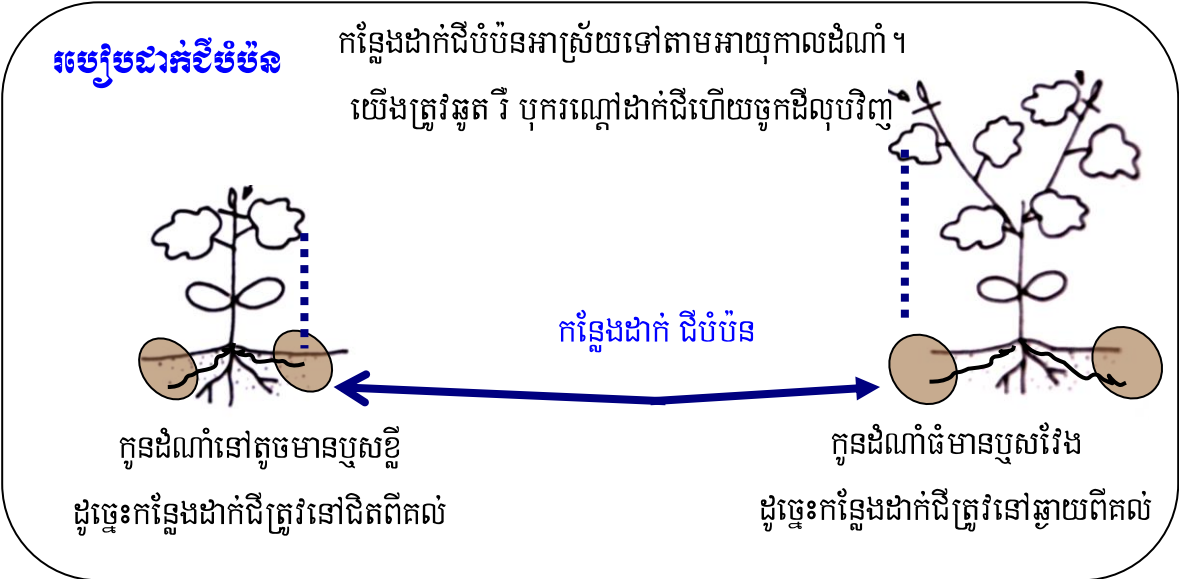 របៀបដាក់ជីបំប៉ន
កន្លែងដាក់ជីបំប៉នអាស្រ័យទៅតាមអាយុកាលដំណាំ។
យើងត្រូវឆូត រឺ បុករណ្តៅដាក់ជីហើយចូកដីលុបវិញ
កន្លែងដាក់ ជីបំប៉ន
កូនដំណាំនៅតូចមានឬសខ្លី
ដូច្នេះកន្លែងដាក់ជីត្រូវនៅជិតពីគល់
កូនដំណាំធំមានឬសវែង
ដូច្នេះកន្លែងដាក់ជីត្រូវនៅឆ្ងាយពីគល់